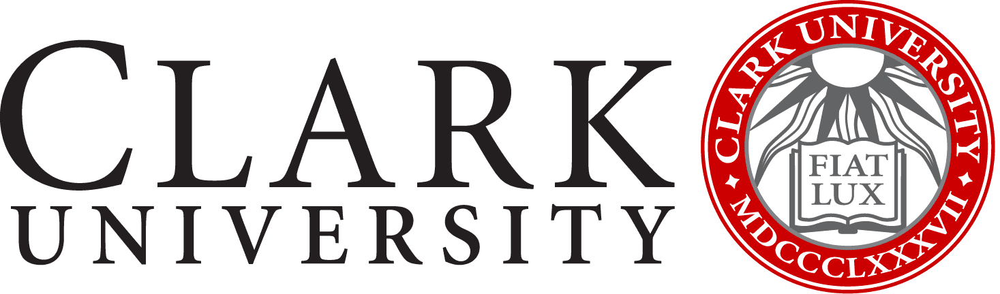 CLARK
UNIVERSITY
CLARK UNIVERSITY
FIAT
LUX
MDCCCLXXXVII